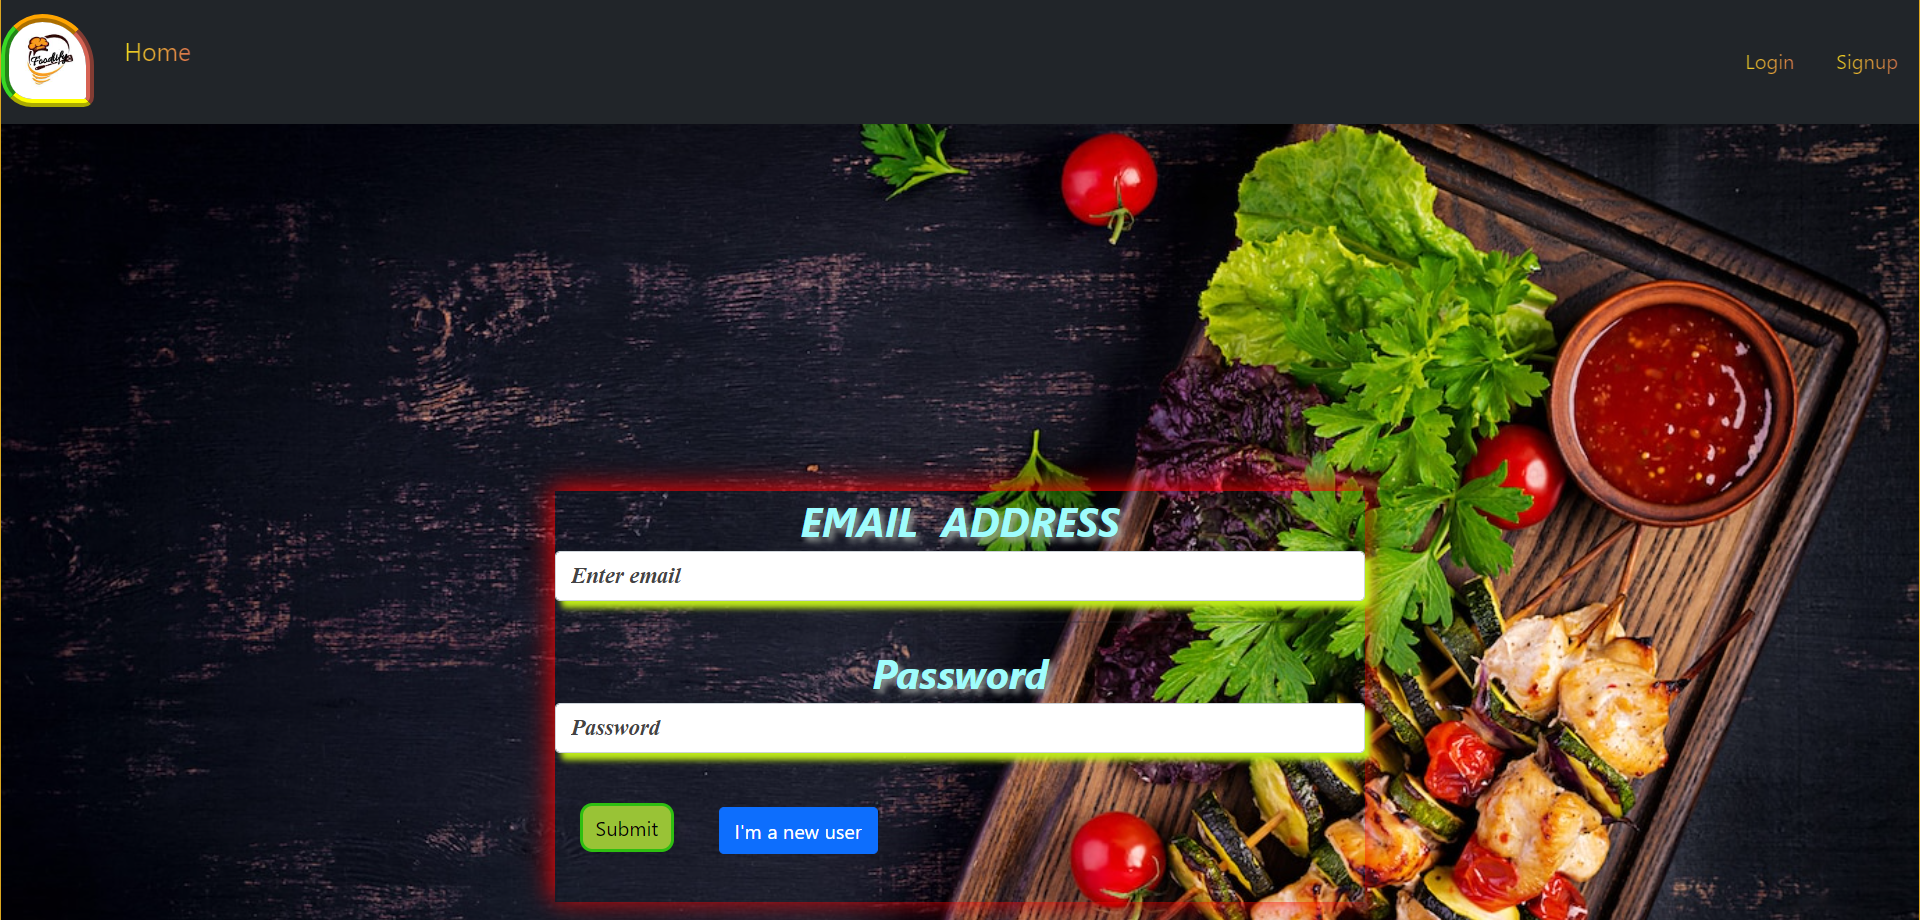 Foodify
Home
Login
Signup
EMAIL ADDRESS
Enter email
Password
Password
Submit
I'm a new user